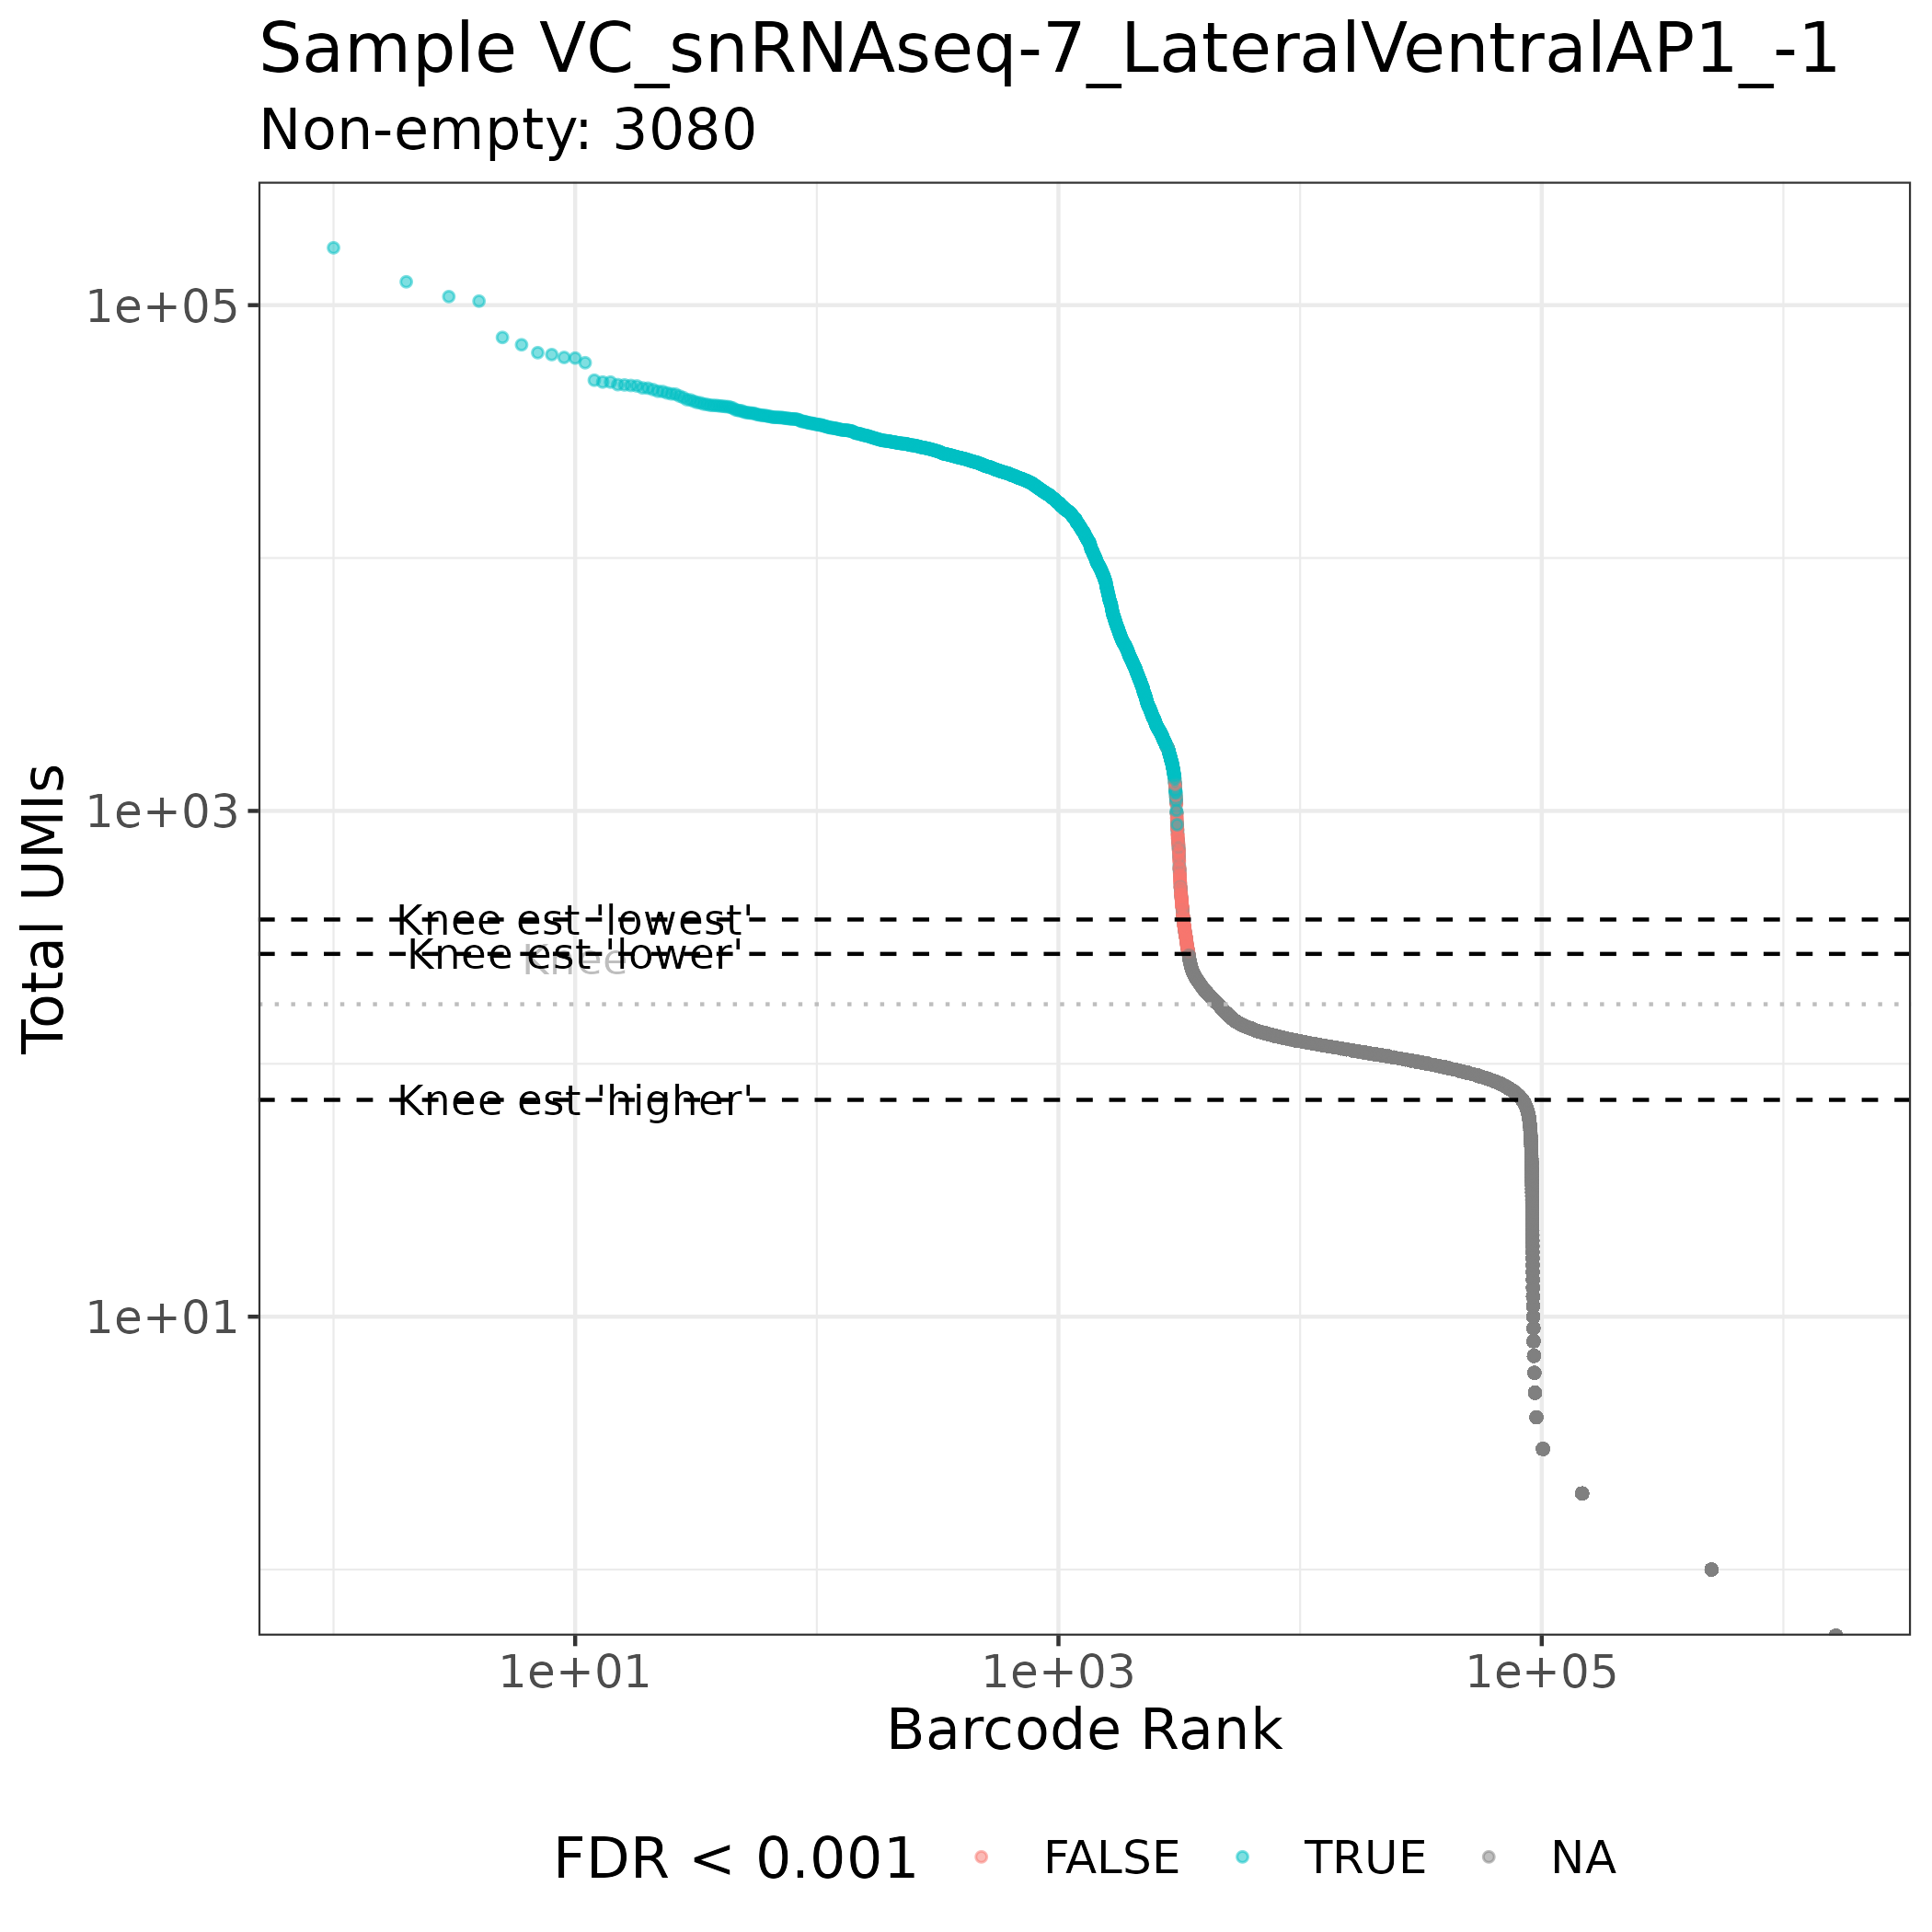 Sample VC_snRNAseq-7_LateralVentralAP1_-1
Non-empty: 3080
Total UMIs
1e+05
1e+03
1e+01
Knee est 'lowest'
Knee est 'lower'
Knee
Knee est 'higher'
1e+01 1e+03 1e+05
Barcode Rank
FDR < 0.001 FALSE TRUE NA